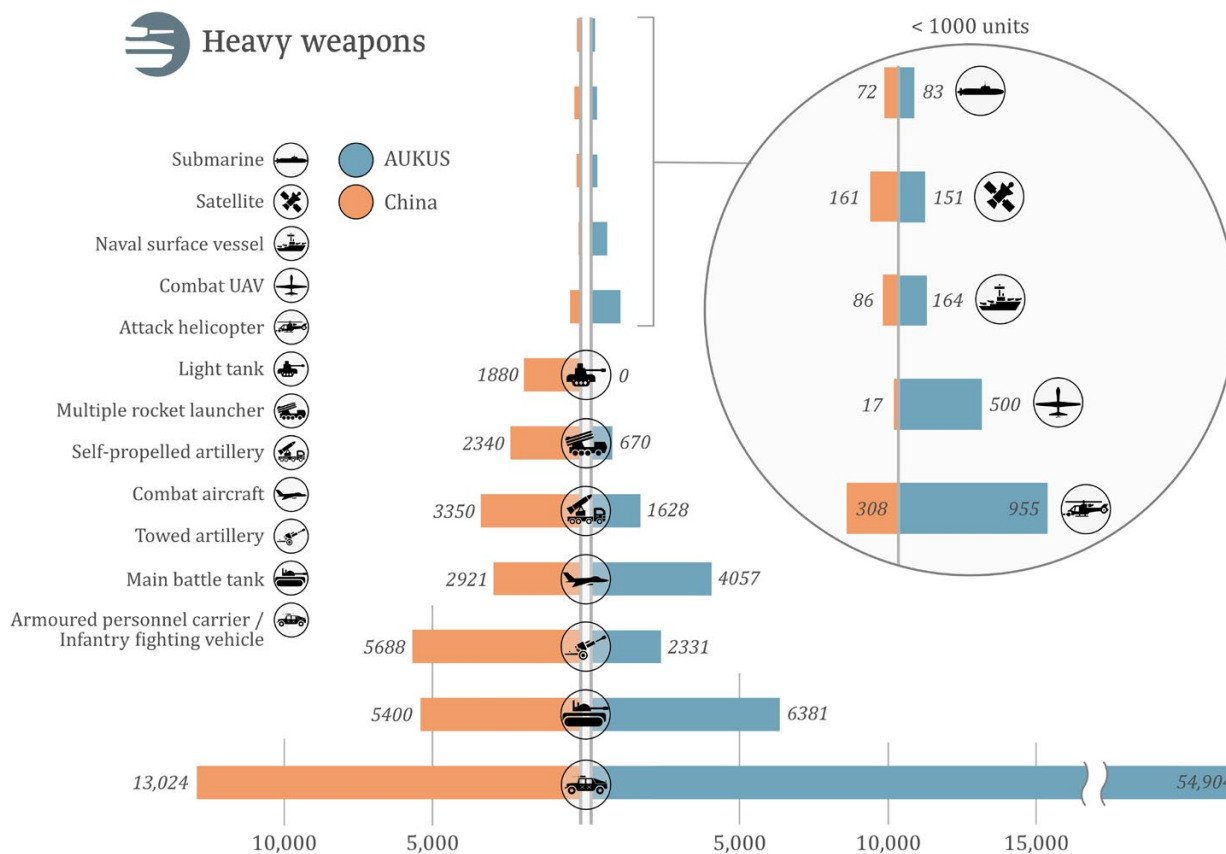 Heavy weapons
Submarine
Satellite
Naval surface vessel
Combat UAV
Attack helicopter
Light tank
Multiple rocket launcher
Self-propelled artillery
Combat aircraft
Towed artillery
Main battle tank
Armoured personnel carrier /
Infantry fighting vehicle
AUKUS
China
< 1000 units
72 83
161 151
86 164
17 500
308 955
1880 0
2340 670
3350 1628
2921 4057
5688 2331
5400 6381
13,024 54,904
10,000 5,000 5,000 10,000 15,000